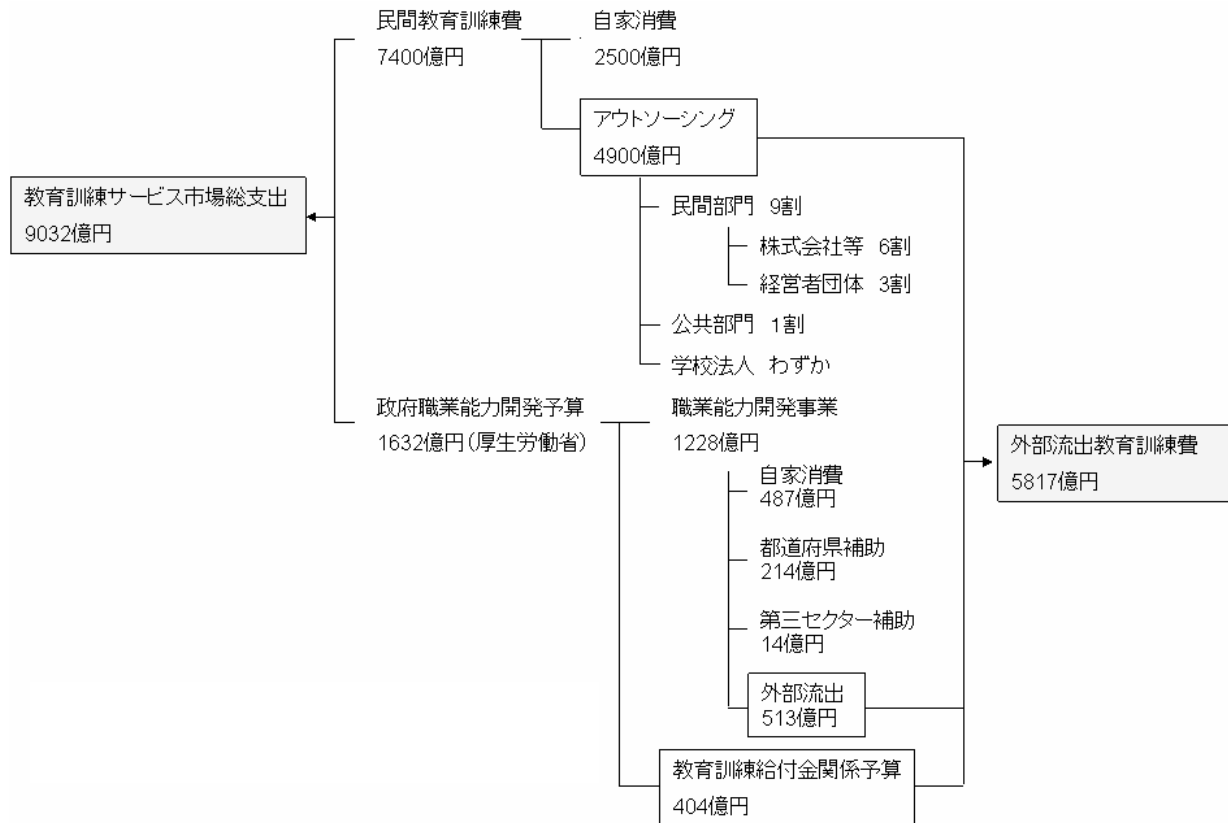 民間教育訓練費
7400億円
自家消費
2500億円
アウトソーシング
4900億円
教育訓練サービス市場総支出
9032億円
民間部門 9割
株式会社等 6割
経営者団体 3割
公共部門 1割
学校法人 わずか
政府職業能力開発予算
1632億円(厚生労働省)
職業能力開発事業
1228億円
自家消費
487億円
都道府県補助
214億円
第三セクター補助
14億円
外部流出
513億円
教育訓練給付金関係予算
404億円
外部流出教育訓練費
5817億円